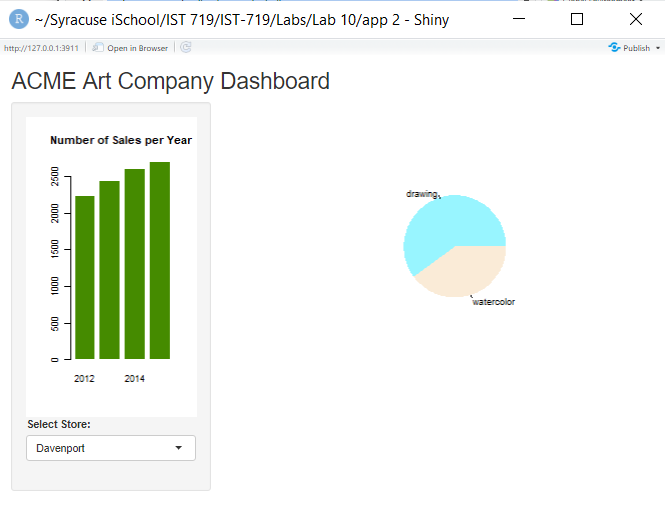 R ~/Syracuse iSchool/IST 719/IST-719/Labs/Lab 10/app 2 - Shiny
http://127.0.0.1:3911 Open in Browser Publish
ACME Art Company Dashboard
Number of Sales per Year
2500
2000
1500
1000
500
0
2012 2014
drawing
watercolor
Select Store:
Davenport